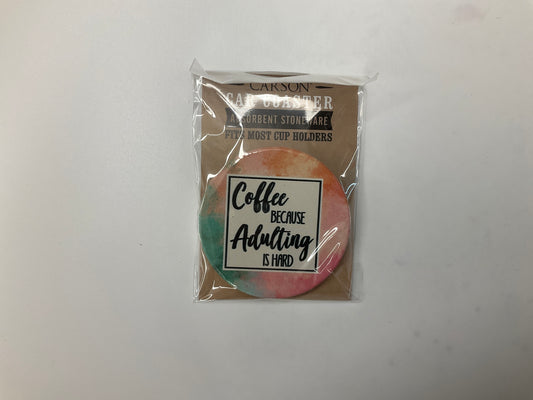 CARSON
CAR COASTER
ABSORBENT STONEWARE
FITS MOST CUP HOLDERS
Coffee
BECAUSE
Adulting
IS HARD